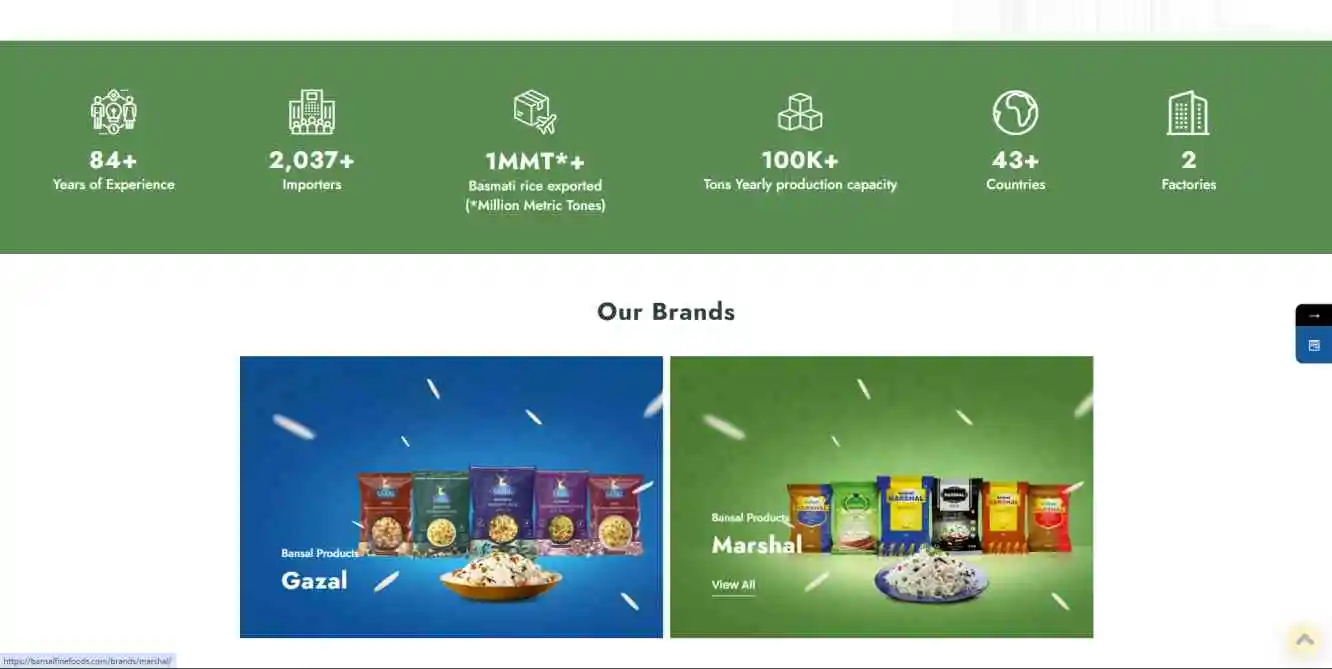 84+
Years of Experience
2,037+
Importers
1MMT*+
Basmati rice exported
(*Million Metric Tones)
100K+
Tons Yearly production capacity
43+
Countries
2
Factories
Our Brands
Bansal Products
Gazal
Bansal Products
Marshal
View All
MARSHAL
MARSHAL
https://bansalfinefoods.com/brands/marshal/